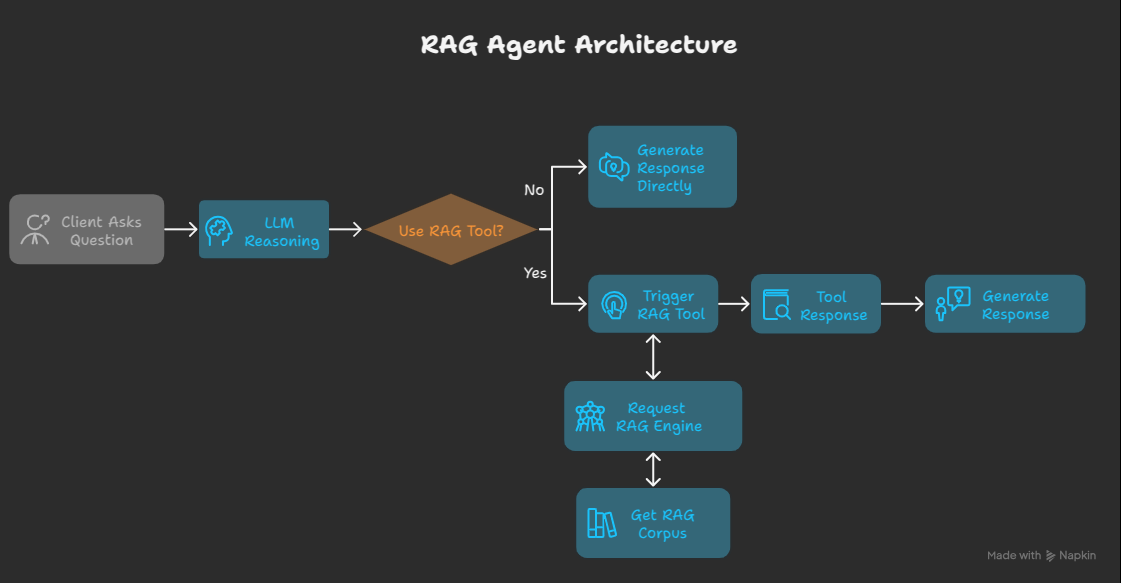 RAG Agent Architecture
Client Asks
Question
LLM
Reasoning
Use RAG Tool?
No
Generate
Response
Directly
Yes
Trigger
RAG Tool
Tool
Response
Generate
Response
Request
RAG Engine
Get RAG
Corpus
Made with Napkin